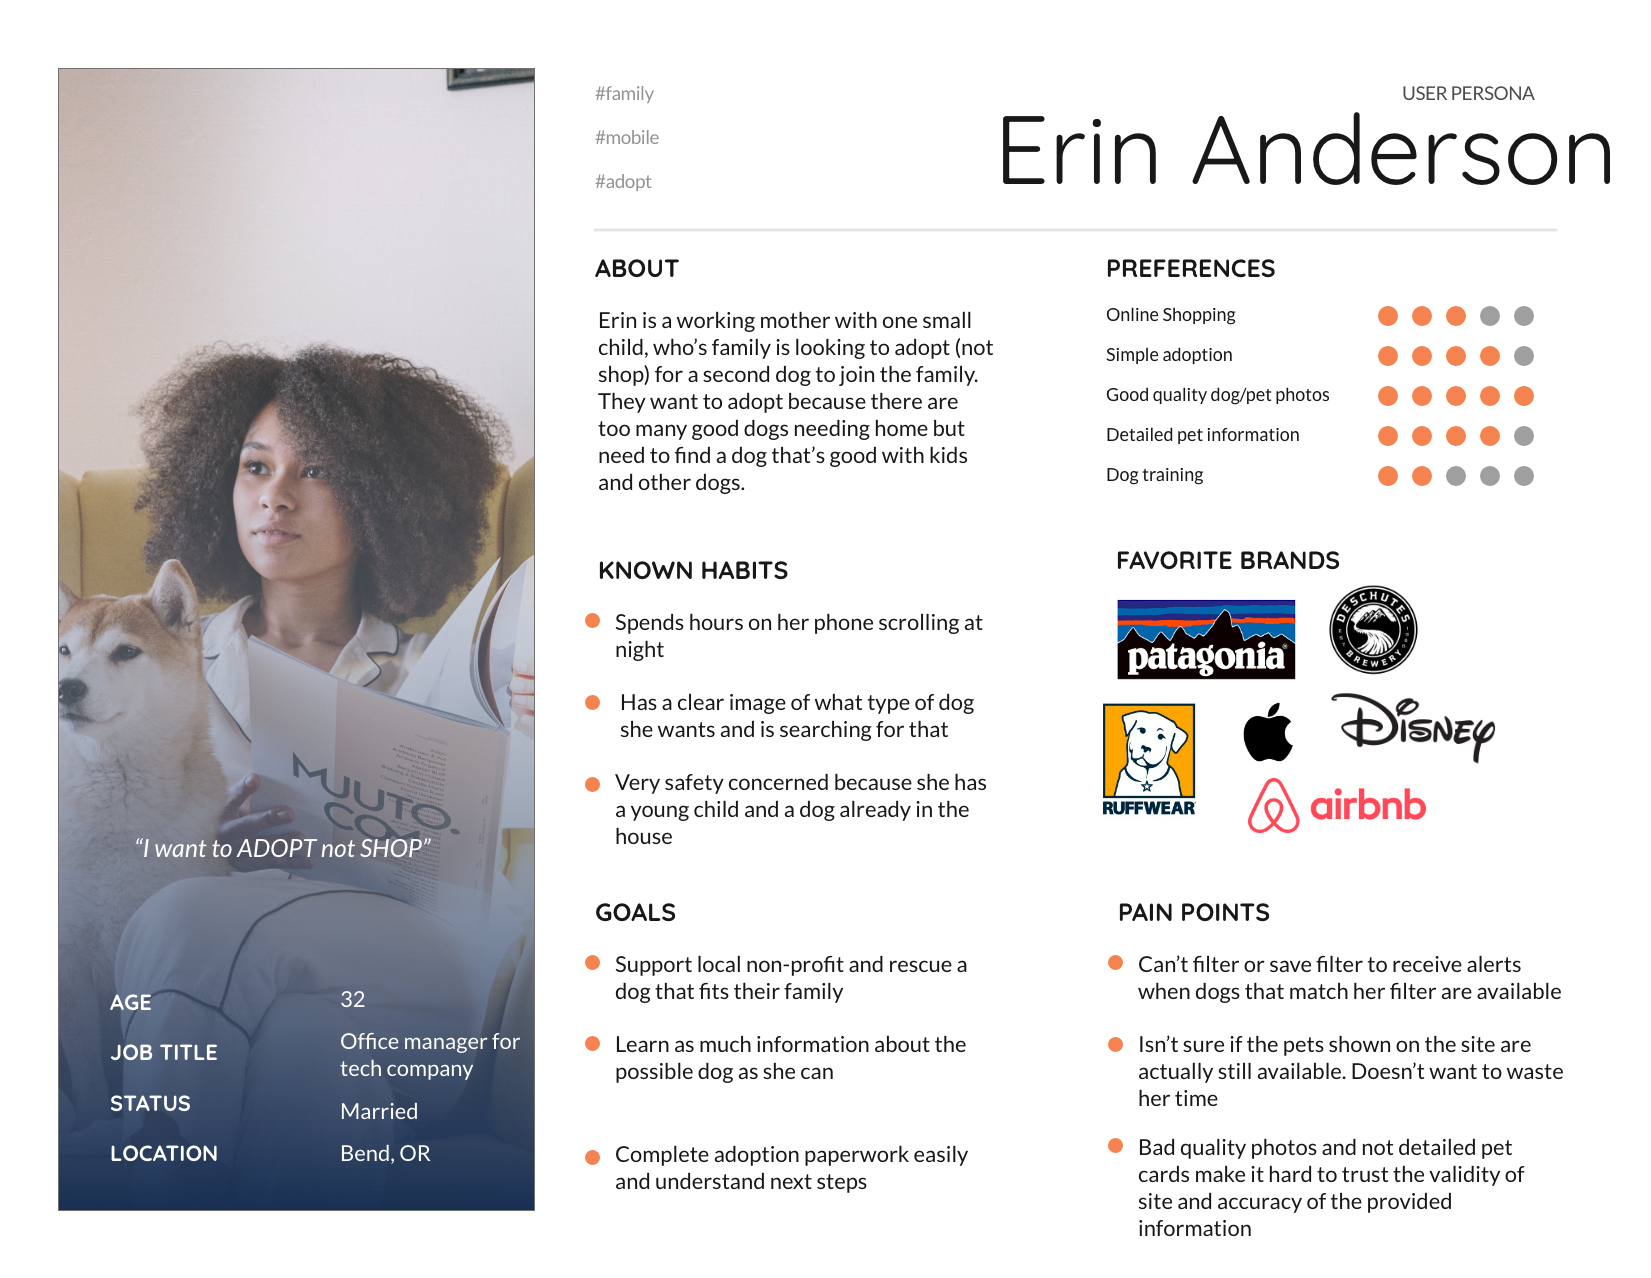 #family
#mobile
#adopt
USER PERSONA
Erin Anderson
ABOUT
Erin is a working mother with one small
child, who’s family is looking to adopt (not
shop) for a second dog to join the family.
They want to adopt because there are
too many good dogs needing home but
need to find a dog that’s good with kids
and other dogs.
PREFERENCES
Online Shopping
Simple adoption
Good quality dog/pet photos
Detailed pet information
Dog training
KNOWN HABITS
Spends hours on her phone scrolling at
night
Has a clear image of what type of dog
she wants and is searching for that
Very safety concerned because she has
a young child and a dog already in the
house
FAVORITE BRANDS
patagonia
DESCHUTES
BREWERY
RUFFWEAR
Disney
airbnb
GOALS
Support local non-profit and rescue a
dog that fits their family
Learn as much information about the
possible dog as she can
Complete adoption paperwork easily
and understand next steps
PAIN POINTS
Can’t filter or save filter to receive alerts
when dogs that match her filter are available
Isn’t sure if the pets shown on the site are
actually still available. Doesn’t want to waste
her time
Bad quality photos and not detailed pet
cards make it hard to trust the validity of
site and accuracy of the provided
information
MUUTO.
COM
“I want to ADOPT not SHOP”
AGE
32
JOB TITLE
Office manager for
tech company
STATUS
Married
LOCATION
Bend, OR